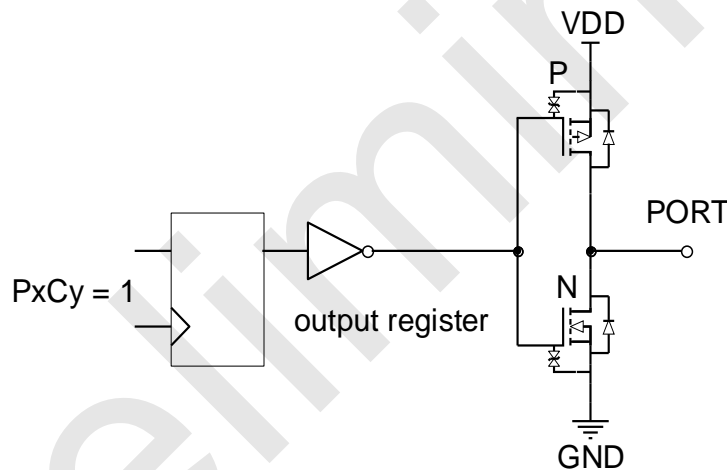 VDD
P
PORT
PxCy = 1
N
output register
GND